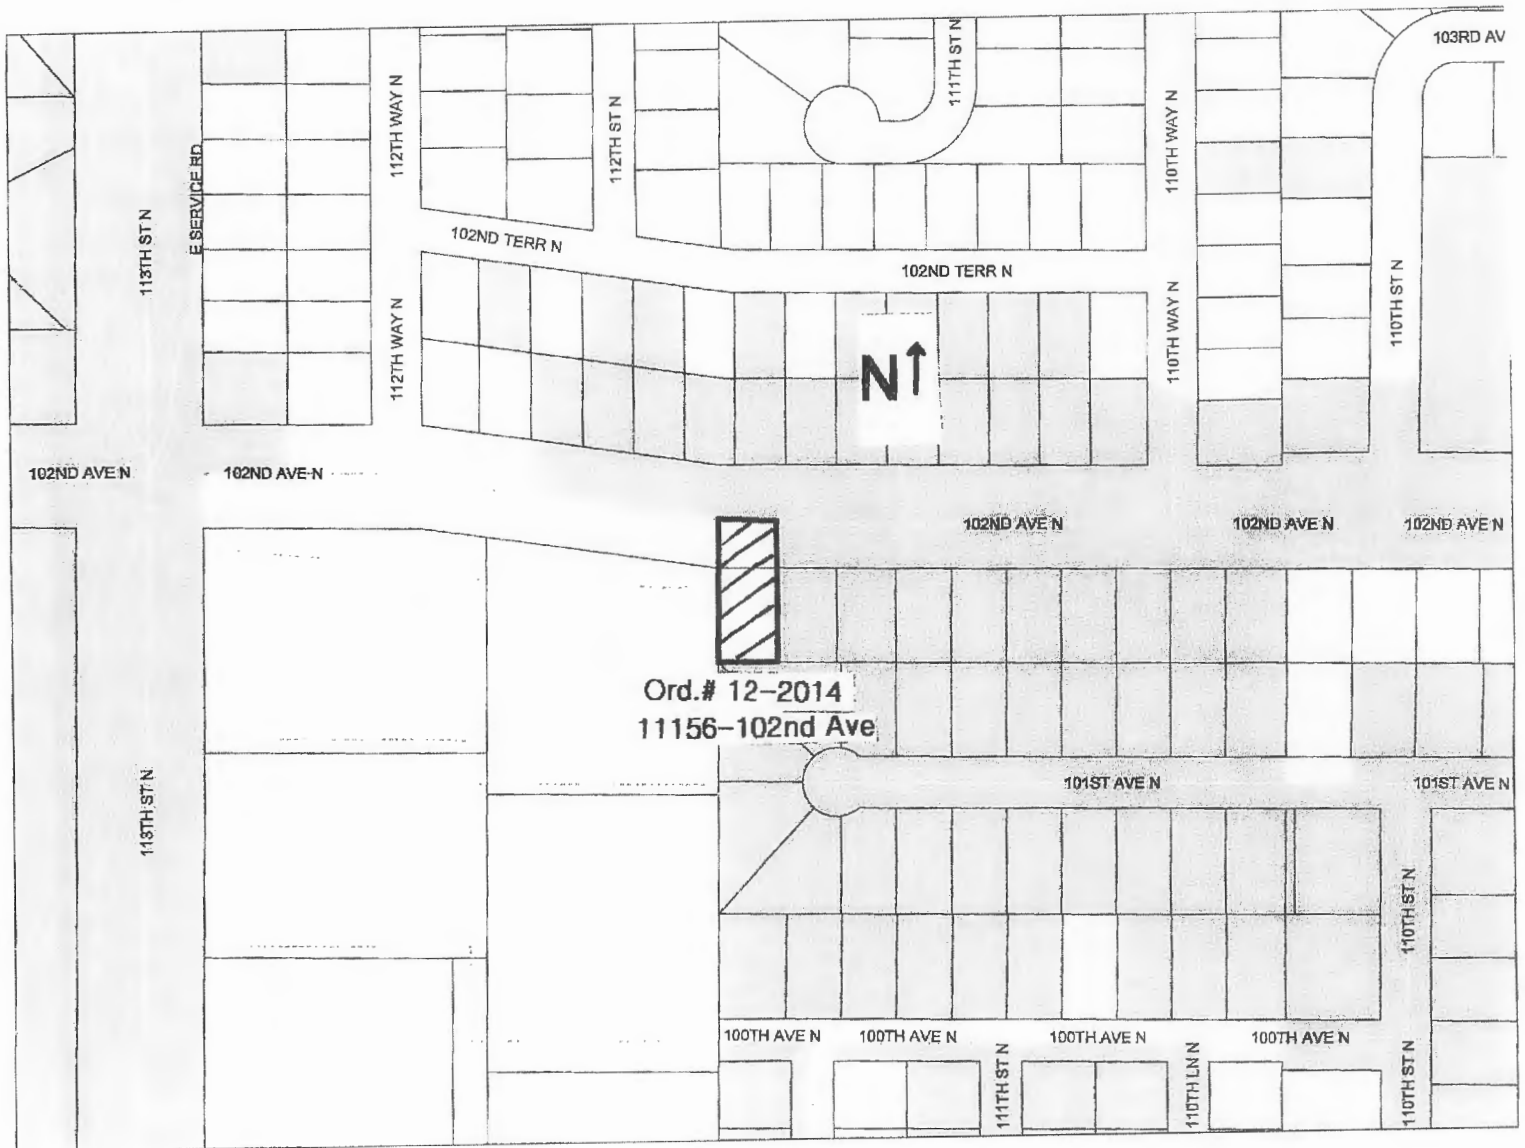 103RD AV
111TH ST N
112TH WAY N
112TH ST N
110TH WAY N
E SERVICE RD
113TH ST N
102ND TERR N
102ND TERR N
110TH ST N
112TH WAY N
110TH WAY N
N
102ND AVE N
102ND AVE N
102ND AVE N
102ND AVE N
102ND AVE N
Ord.# 12-2014
11156-102nd Ave
113TH ST N
101ST AVE N
101ST AVE N
110TH ST N
100TH AVE N
100TH AVE N
100TH AVE N
100TH AVE N
111TH ST N
110TH LN N
110TH ST N